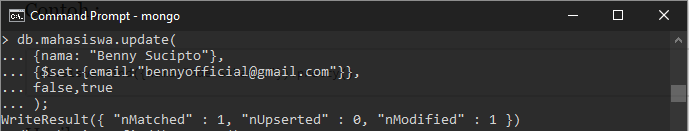 Command Prompt - mongo
> db.mahasiswa.update(
... {nama: "Benny Sucipto"},
... {$set:{email:"bennyofficial@gmail.com"}},
... false,true
... );
WriteResult({ "nMatched" : 1, "nUpserted" : 0, "nModified" : 1 })